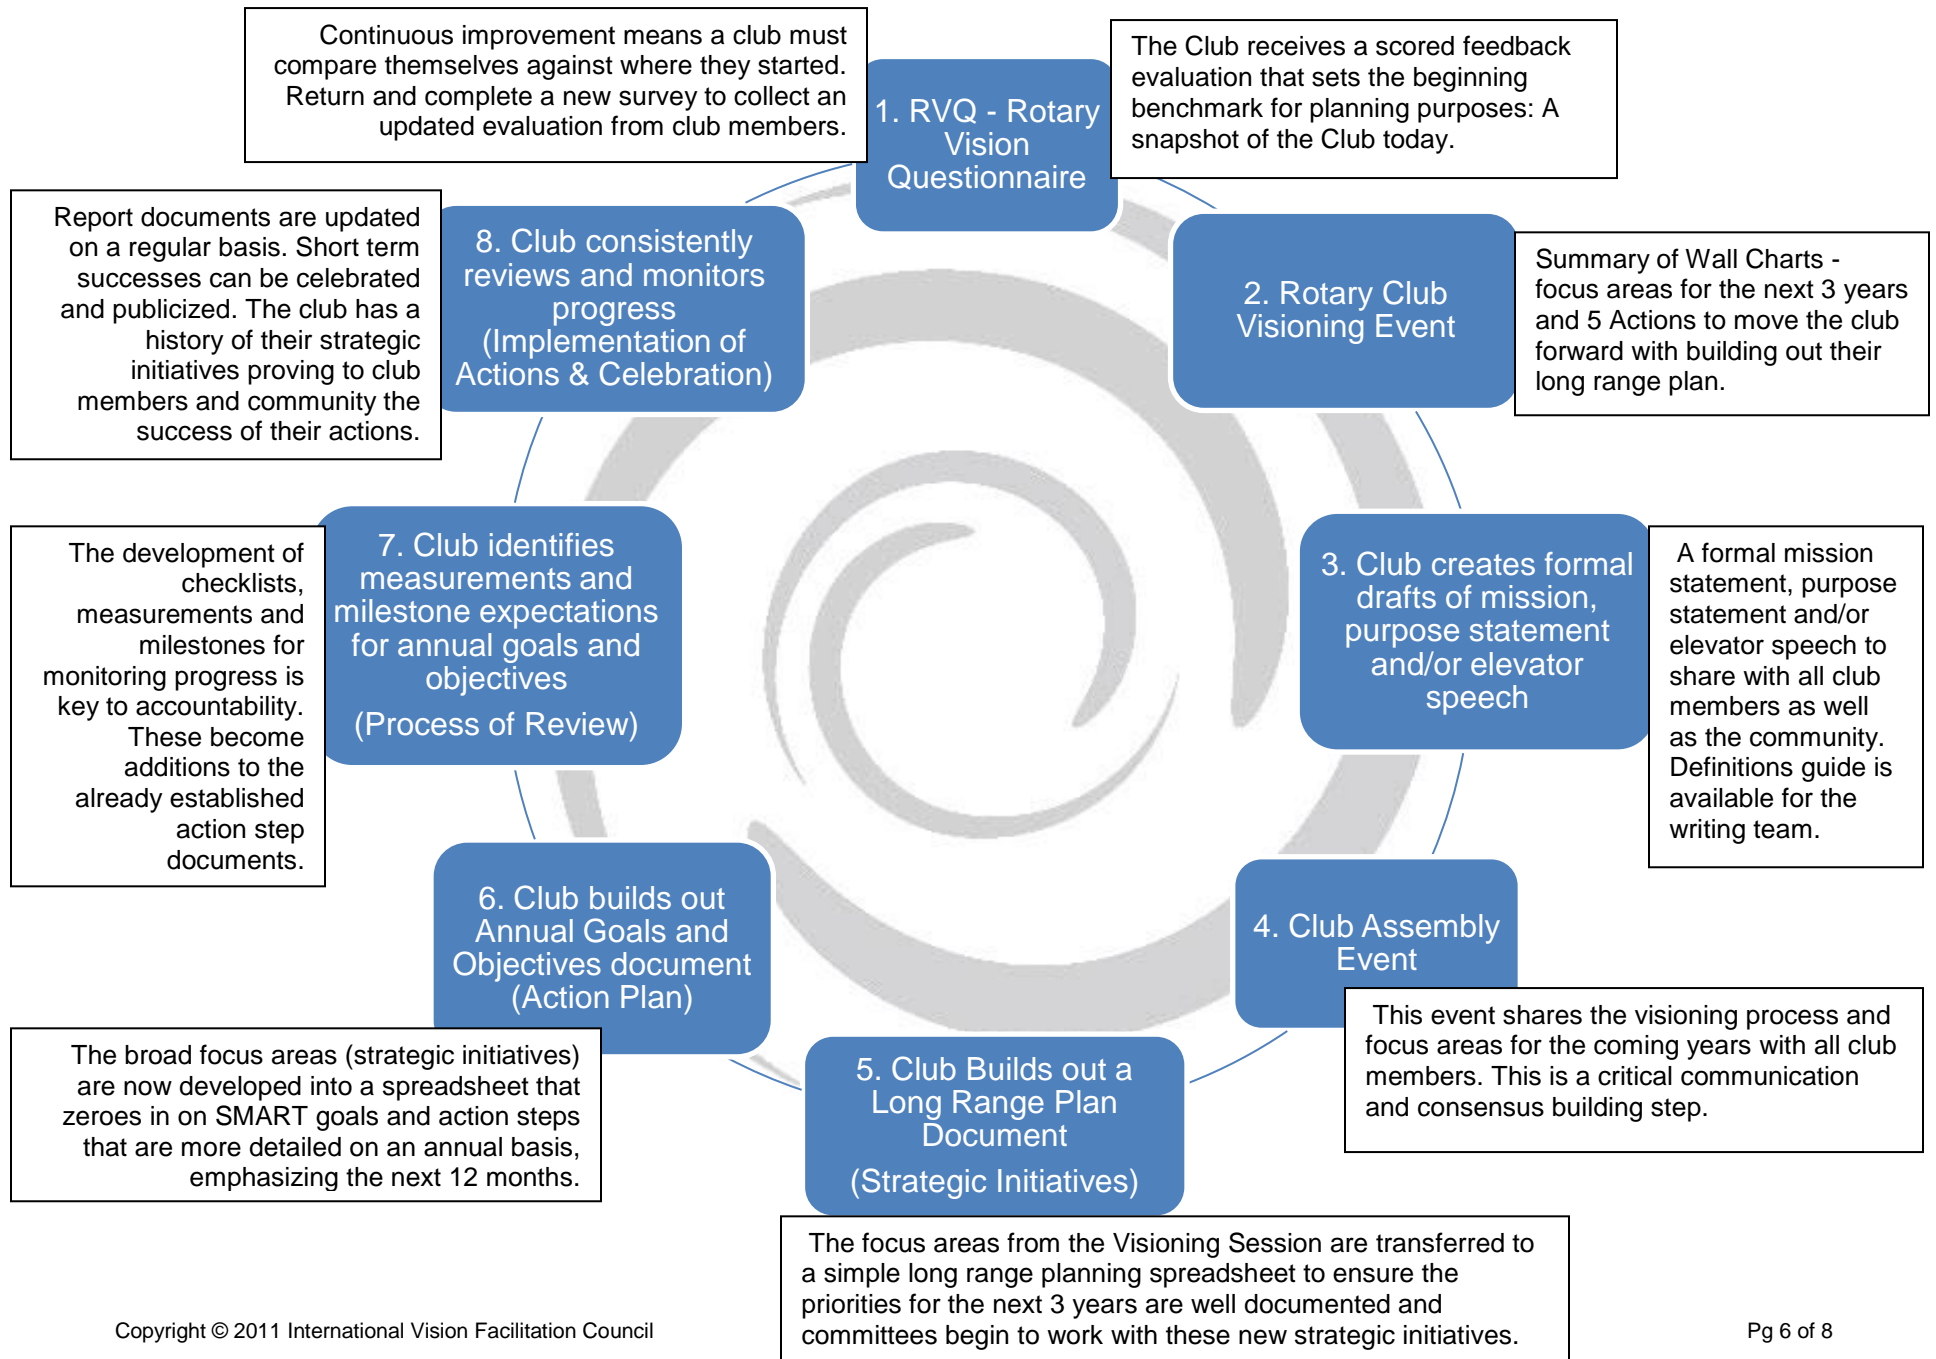 Continuous improvement means a club must
compare themselves against where they started.
Return and complete a new survey to collect an
updated evaluation from club members.
1. RVQ - Rotary
Vision
Questionnaire
The Club receives a scored feedback
evaluation that sets the beginning
benchmark for planning purposes: A
snapshot of the Club today.
2. Rotary Club
Visioning Event
Summary of Wall Charts -
focus areas for the next 3 years
and 5 Actions to move the club
forward with building out their
long range plan.
3. Club creates formal
drafts of mission,
purpose statement
and/or elevator
speech
A formal mission
statement, purpose
statement and/or
elevator speech to
share with all club
members as well
as the community.
Definitions guide is
available for the
writing team.
4. Club Assembly
Event
This event shares the visioning process and
focus areas for the coming years with all club
members. This is a critical communication
and consensus building step.
5. Club Builds out a
Long Range Plan
Document
(Strategic Initiatives)
The focus areas from the Visioning Session are transferred to
a simple long range planning spreadsheet to ensure the
priorities for the next 3 years are well documented and
committees begin to work with these new strategic initiatives.
6. Club builds out
Annual Goals and
Objectives document
(Action Plan)
The broad focus areas (strategic initiatives)
are now developed into a spreadsheet that
zeroes in on SMART goals and action steps
that are more detailed on an annual basis,
emphasizing the next 12 months.
7. Club identifies
measurements and
milestone expectations
for annual goals and
objectives
(Process of Review)
The development of
checklists,
measurements and
milestones for
monitoring progress is
key to accountability.
These become
additions to the
already established
action step
documents.
8. Club consistently
reviews and monitors
progress
(Implementation of
Actions & Celebration)
Report documents are updated
on a regular basis. Short term
successes can be celebrated
and publicized. The club has a
history of their strategic
initiatives proving to club
members and community the
success of their actions.
Copyright © 2011 International Vision Facilitation Council
Pg 6 of 8